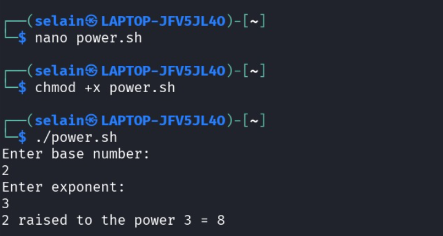 ┌──(selain㉿LAPTOP-JFV5JL4O)-[~]
└─$ nano power.sh
┌──(selain㉿LAPTOP-JFV5JL4O)-[~]
└─$ chmod +x power.sh
┌──(selain㉿LAPTOP-JFV5JL4O)-[~]
└─$ ./power.sh
Enter base number:
2
Enter exponent:
3
2 raised to the power 3 = 8